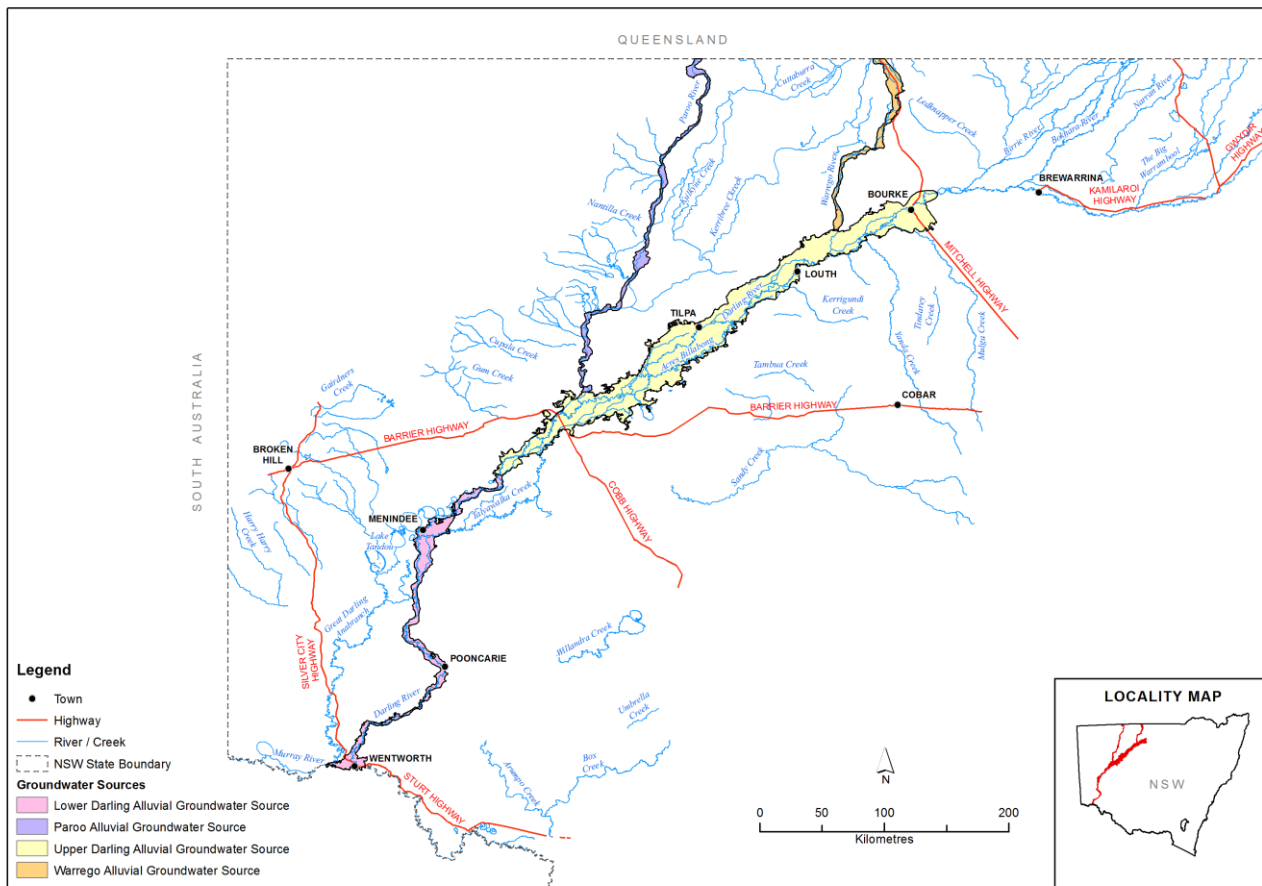 QUEENSLAND
Cuttaburra
Creek
Paroo River
Ledknapper Creek
Narran River
Birrie River
Bokhara River
The Big
Warrambool
GWYDIR
HIGHWAY
BREWARRINA
KAMILAROI
HIGHWAY
Warrego River
BOURKE
Kerribree Creek
Nantilla Creek
MITCHELL HIGHWAY
LOUTH
Darling River
Kerrigundi
Creek
TILPA
Acres Billabong
Yanda Creek
Tindarey
Creek
Mulga Creek
Cupala Creek
Gum Creek
Tambua Creek
SOUTH AUSTRALIA
Gairdners
Creek
BARRIER HIGHWAY
BARRIER HIGHWAY
COBAR
BROKEN
HILL
Sandy Creek
COBB HIGHWAY
Talyawalka Creek
MENINDEE
Lake
Tandou
Harry Harry
Creek
Great Darling
Anabranch
Willandra Creek
POONCARIE
SILVER CITY
HIGHWAY
Darling River
Umbrella
Creek
Murray River
WENTWORTH
Box
Creek
Arumpo Creek
STURT HIGHWAY
Legend
Town
Highway
River / Creek
NSW State Boundary
Groundwater Sources
Lower Darling Alluvial Groundwater Source
Paroo Alluvial Groundwater Source
Upper Darling Alluvial Groundwater Source
Warrego Alluvial Groundwater Source
N
0 50 100 200
Kilometres
LOCALITY MAP
NSW